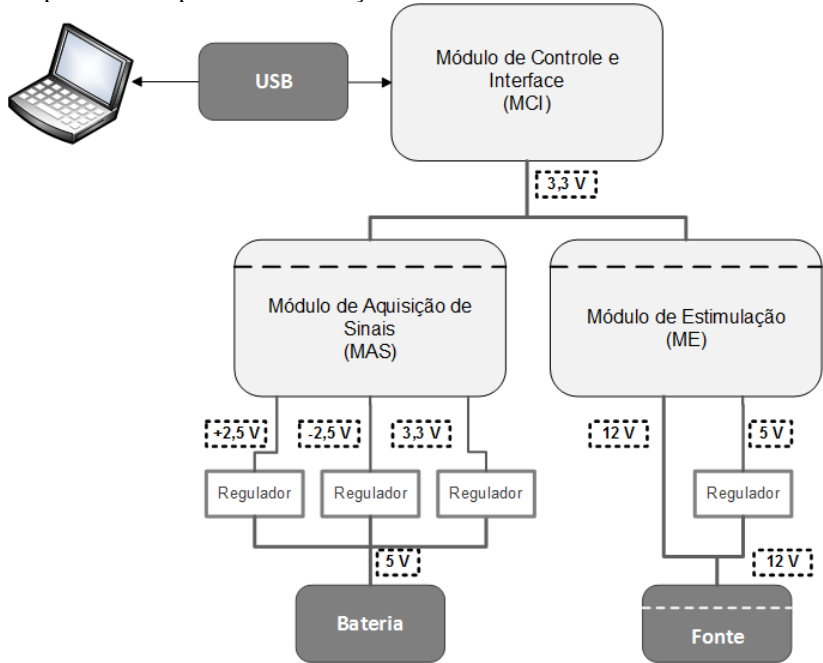 USB
Módulo de Controle e
Interface
(MCI)
3,3 V
Módulo de Aquisição de
Sinais
(MAS)
Módulo de Estimulação
(ME)
+2,5 V
-2,5 V
3,3 V
12 V
5 V
Regulador
Regulador
Regulador
Regulador
5 V
12 V
Bateria
Fonte